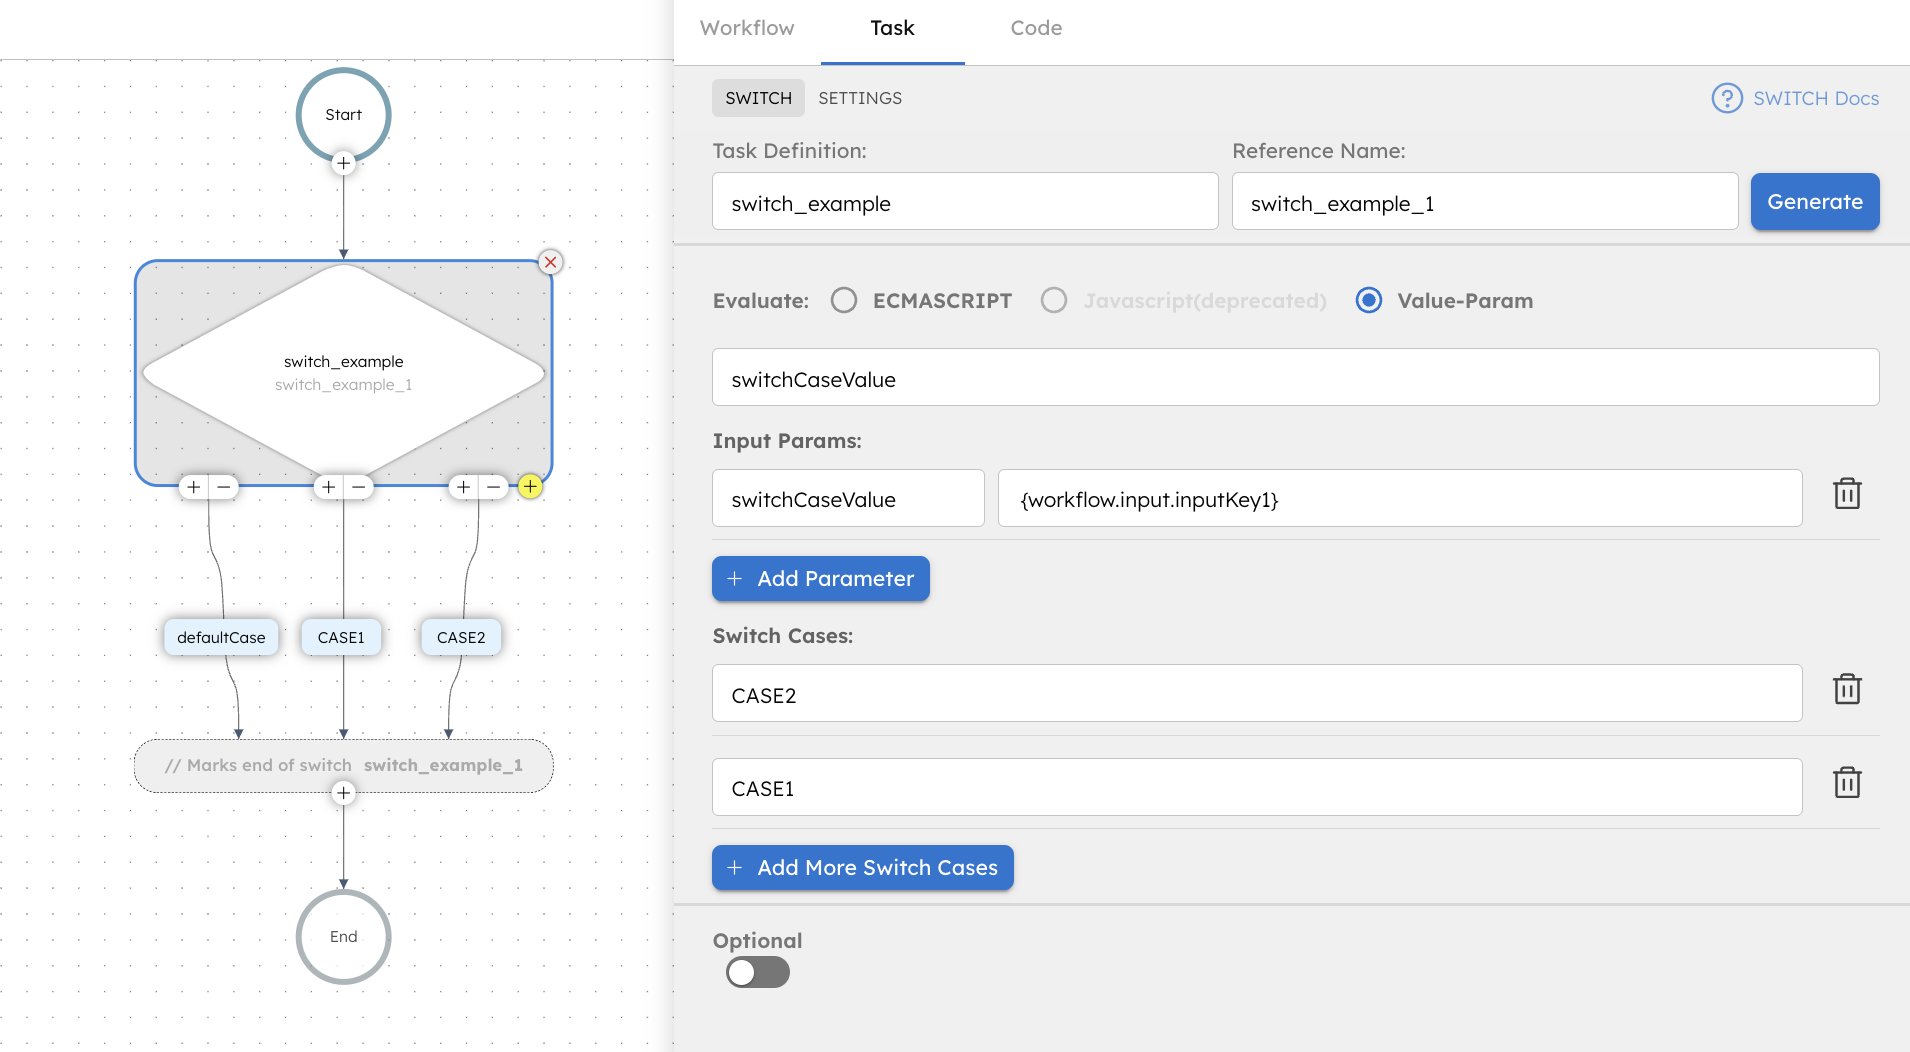 Workflow Task Code
SWITCH SETTINGS
? SWITCH Docs
Task Definition:
Reference Name:
switch_example
switch_example_1
Generate
Evaluate: ECMASCRIPT Javascript(deprecated) Value-Param
switchCaseValue
Input Params:
switchCaseValue
{workflow.input.inputKey1}
+ Add Parameter
Switch Cases:
CASE2
CASE1
+ Add More Switch Cases
Optional
Start
+
switch_example
switch_example_1
+ − + − + − +
defaultCase CASE1 CASE2
// Marks end of switch switch_example_1
+
End